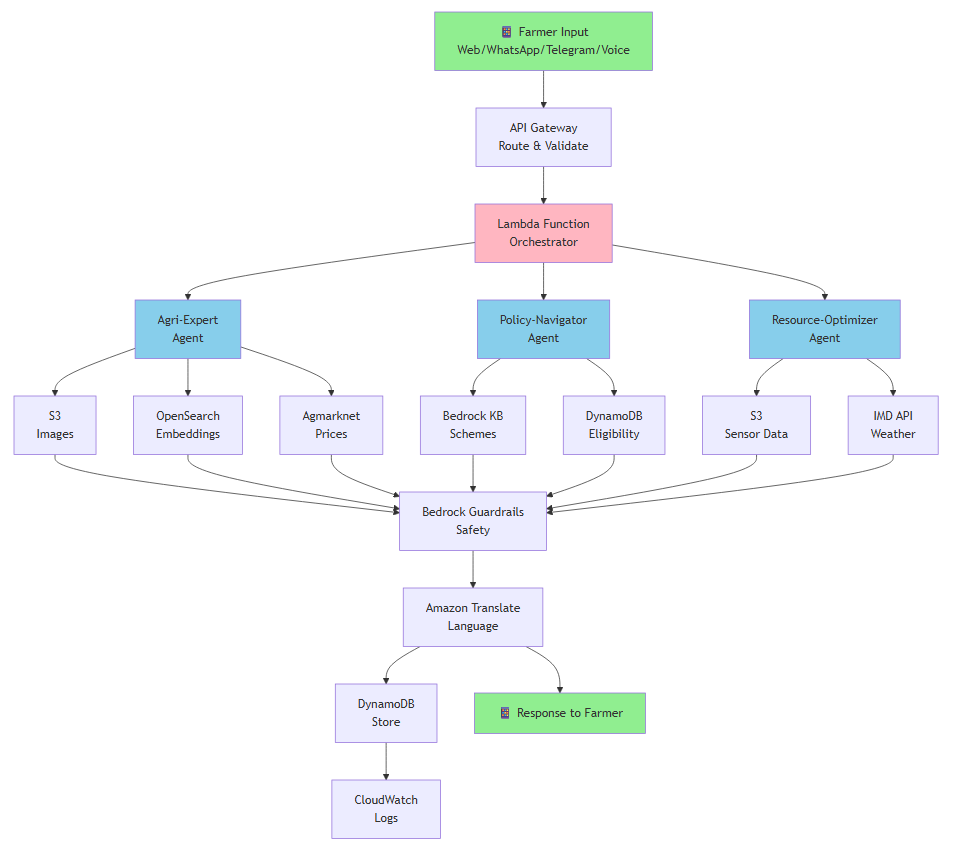 Farmer Input
Web/WhatsApp/Telegram/Voice
API Gateway
Route & Validate
Lambda Function
Orchestrator
Agri-Expert
Agent
Policy-Navigator
Agent
Resource-Optimizer
Agent
S3
Images
OpenSearch
Embeddings
Agmarknet
Prices
Bedrock KB
Schemes
DynamoDB
Eligibility
S3
Sensor Data
IMD API
Weather
Bedrock Guardrails
Safety
Amazon Translate
Language
DynamoDB
Store
Response to Farmer
CloudWatch
Logs